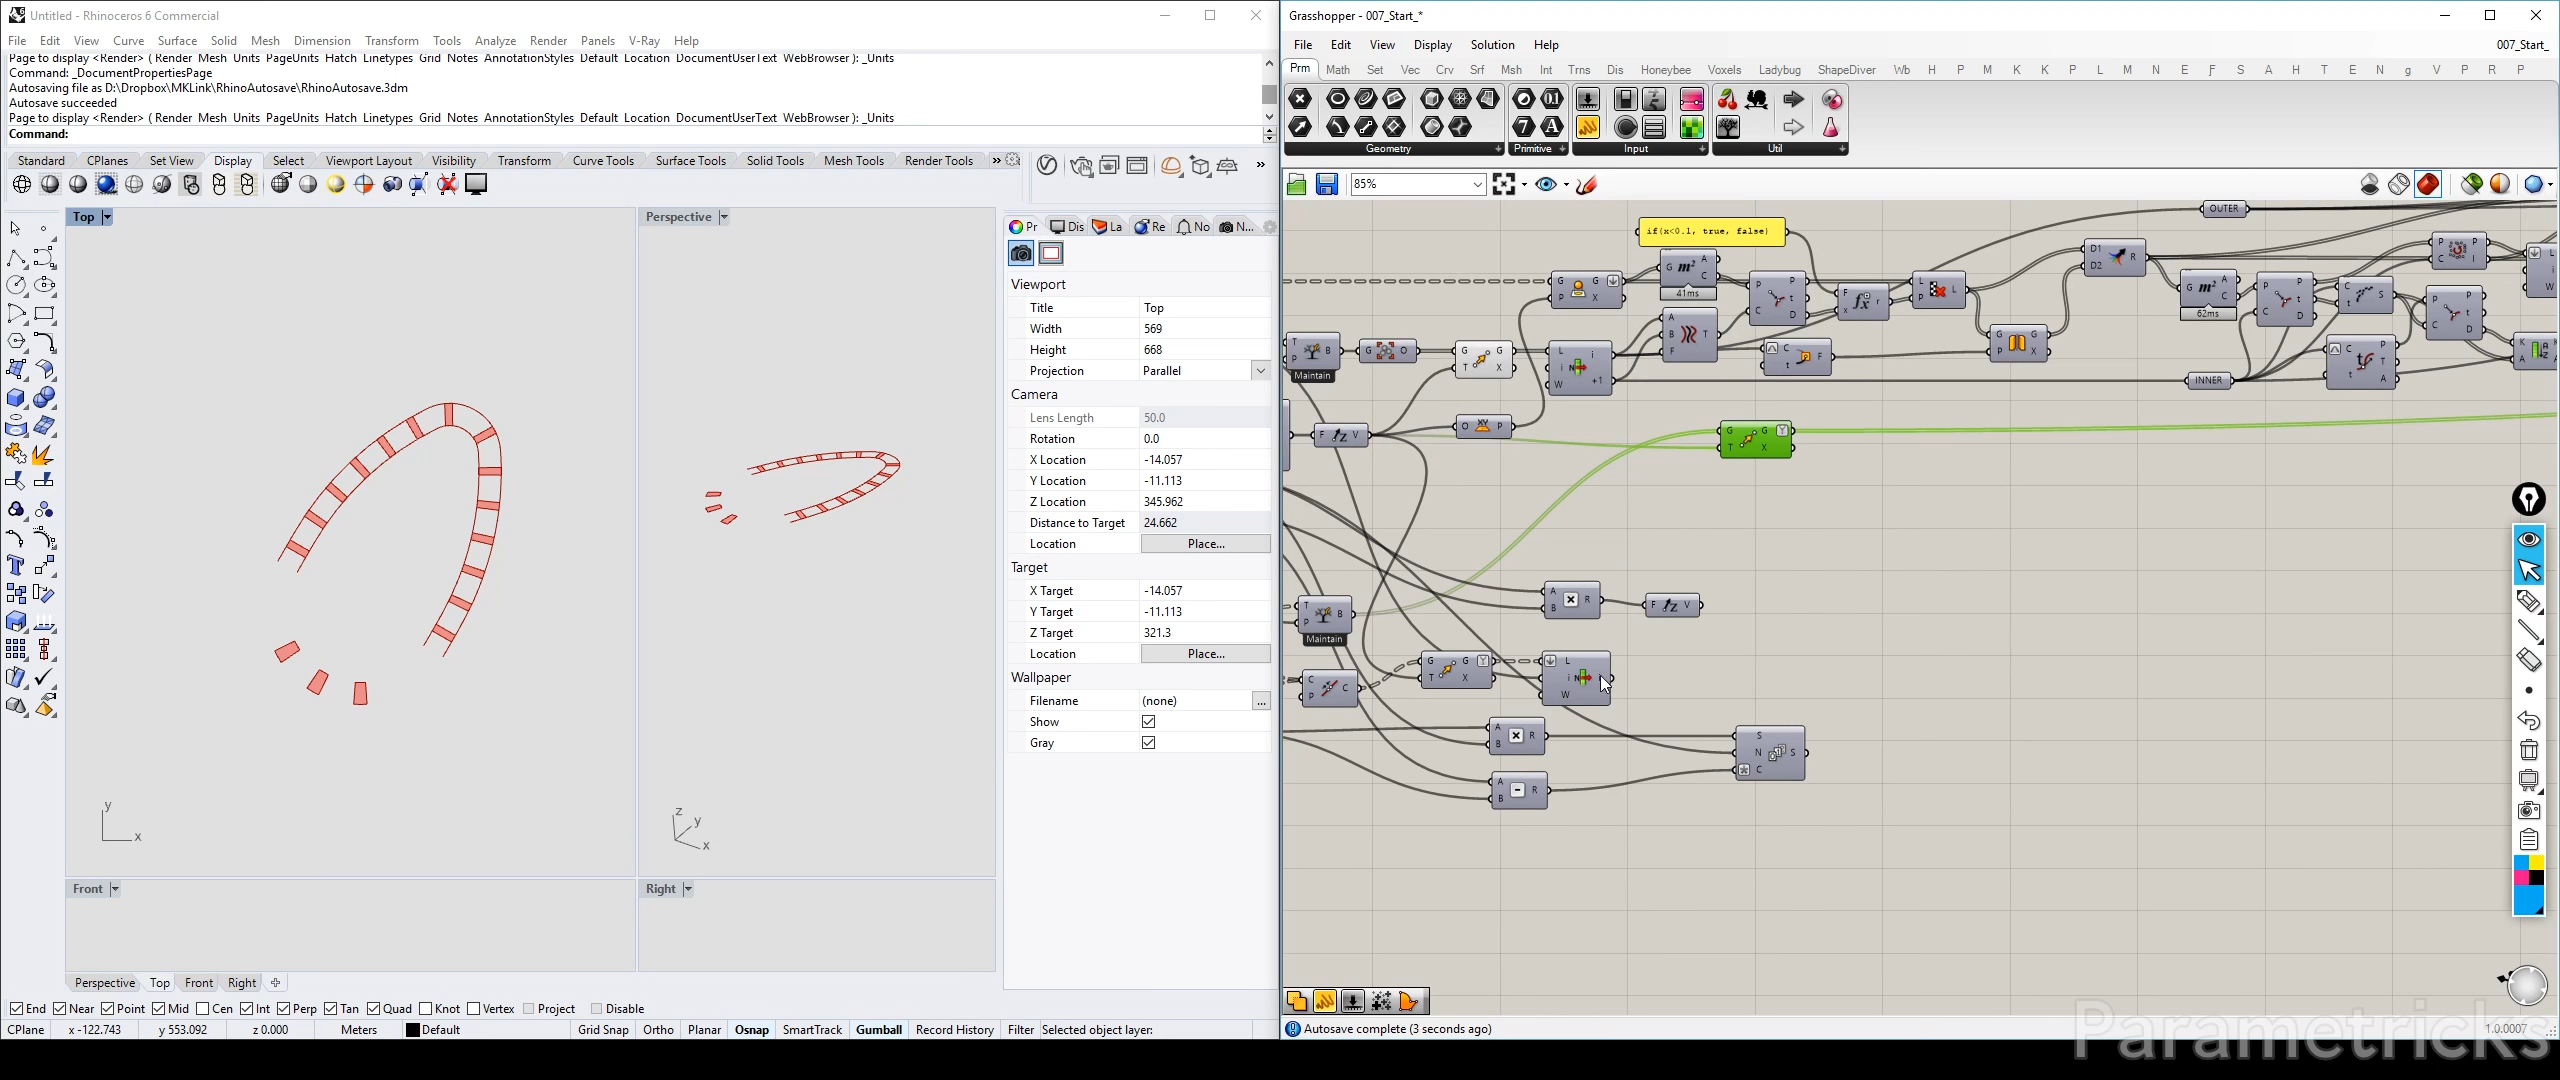 Untitled - Rhinoceros 6 Commercial
File Edit View Curve Surface Solid Mesh Dimension Transform Tools Analyze Render Panels V-Ray Help
Page to display <Render> ( Render Mesh Units PageUnits Hatch Linetypes Grid Notes AnnotationStyles Default Location DocumentUserText WebBrowser ): _Units
Command: _DocumentPropertiesPage
Autosaving file as D:\Dropbox\MKLink\RhinoAutosave\RhinoAutosave.3dm
Autosave succeeded
Page to display <Render> ( Render Mesh Units PageUnits Hatch Linetypes Grid Notes AnnotationStyles Default Location DocumentUserText WebBrowser ): _Units
Command:
Standard CPlanes Set View Display Select Viewport Layout Visibility Transform Curve Tools Surface Tools Solid Tools Mesh Tools Render Tools
Top
Perspective
z y x
y x
Front
Right
Pr Dis La Re No N...
Viewport
Title Top
Width 569
Height 668
Projection Parallel
Camera
Lens Length 50.0
Rotation 0.0
X Location -14.057
Y Location -11.113
Z Location 345.962
Distance to Target 24.662
Location Place...
Target
X Target -14.057
Y Target -11.113
Z Target 321.3
Location Place...
Wallpaper
Filename (none) ...
Show
Gray
Perspective Top Front Right
End Near Point Mid Cen Int Perp Tan Quad Knot Vertex Project Disable
CPlane x -122.743 y 553.092 z 0.000 Meters Default Grid Snap Ortho Planar Osnap SmartTrack Gumball Record History Filter Selected object layer:
Grasshopper - 007_Start_*
File Edit View Display Solution Help 007_Start_
Prm Math Set Vec Crv Srf Msh Int Trns Dis Honeybee Voxels Ladybug ShapeDiver Wb H P M K K P L M N E F S A H T E N g V P R P
Geometry Primitive Input Util
85%
OUTER
if(x<0.1, true, false)
41ms
62ms
Maintain
INNER
Maintain
Autosave complete (3 seconds ago)
1.0.0007
Parametricks